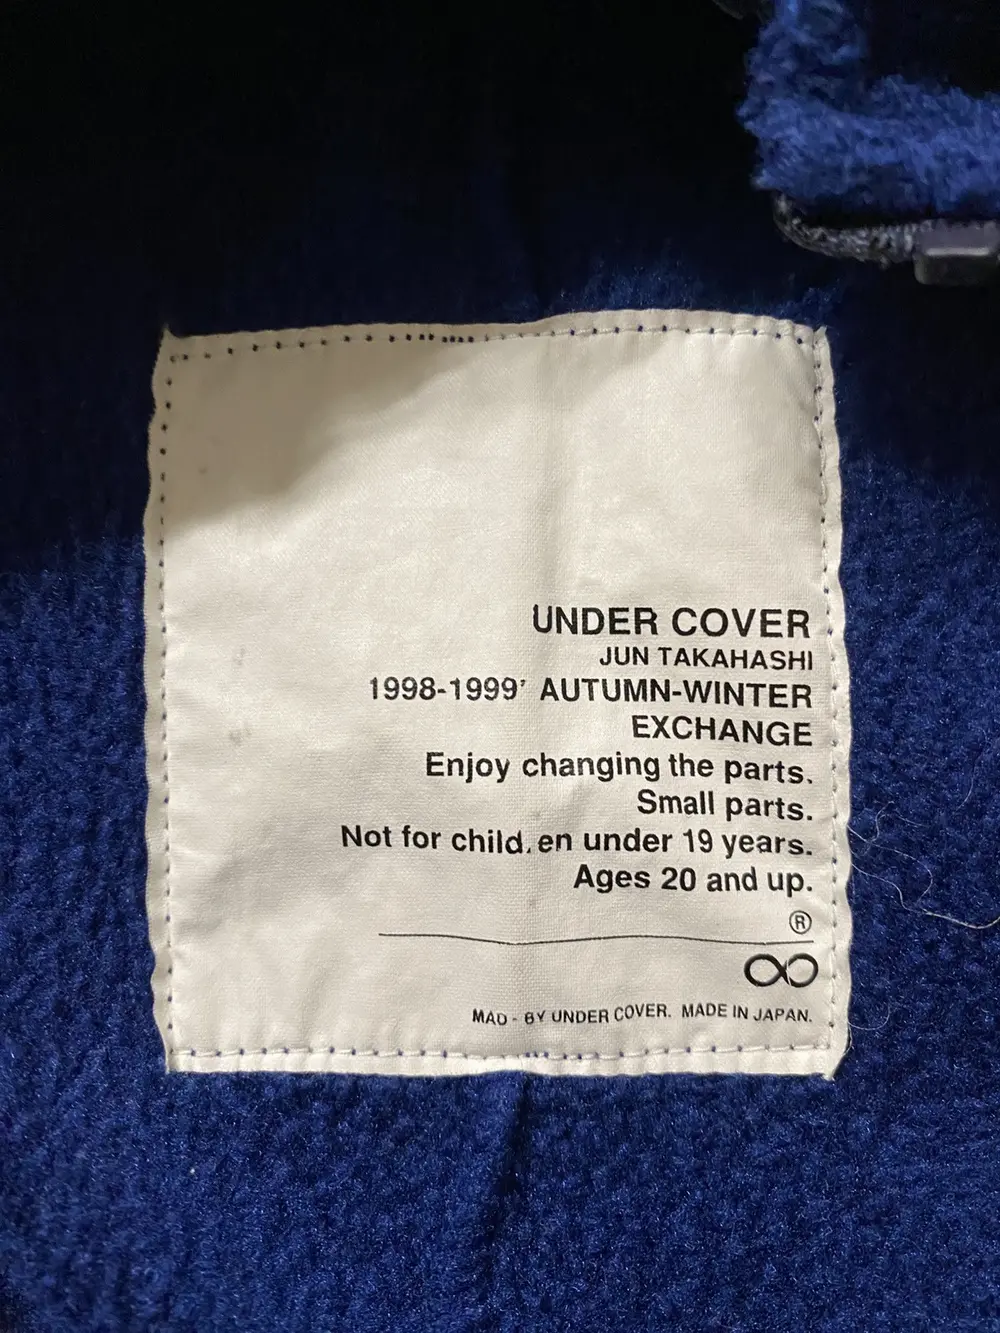 UNDER COVER
JUN TAKAHASHI
1998-1999' AUTUMN-WINTER
EXCHANGE
Enjoy changing the parts.
Small parts.
Not for child.en under 19 years.
Ages 20 and up.
®
MAD - BY UNDER COVER. MADE IN JAPAN.